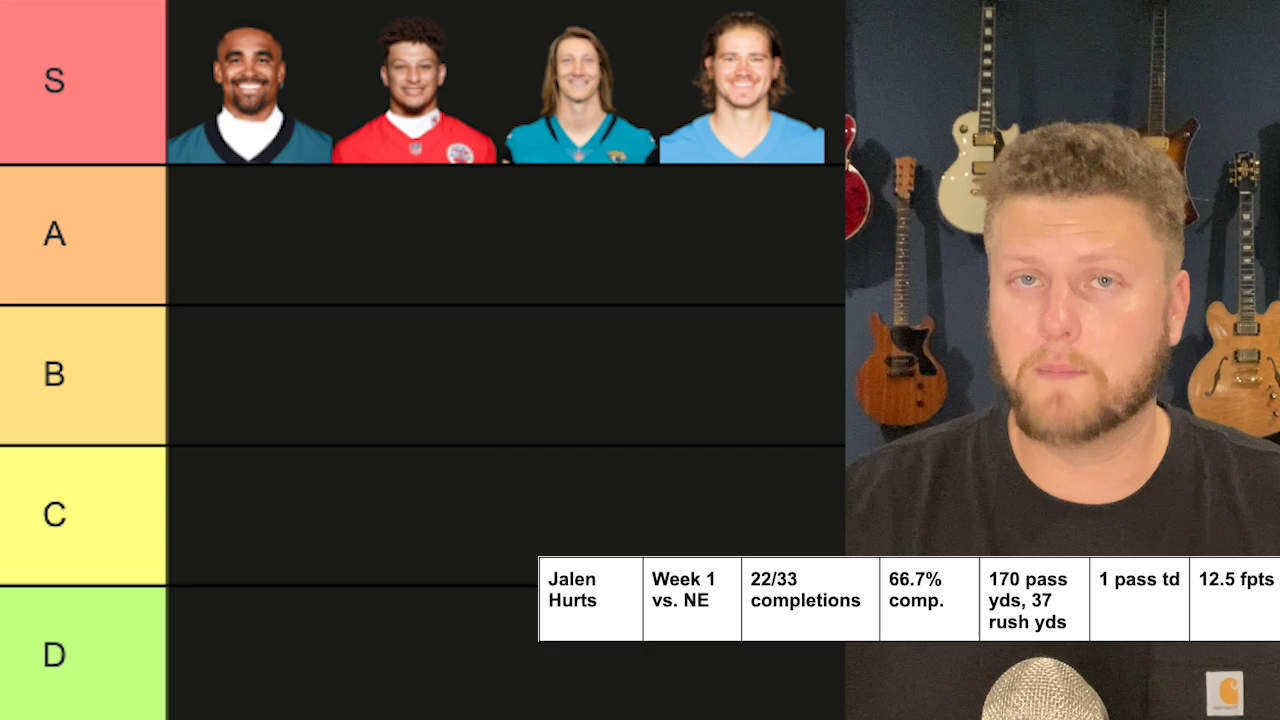 S
A
B
C
D
Jalen
Hurts
Week 1
vs. NE
22/33
completions
66.7%
comp.
170 pass
yds, 37
rush yds
1 pass td
12.5 fpts